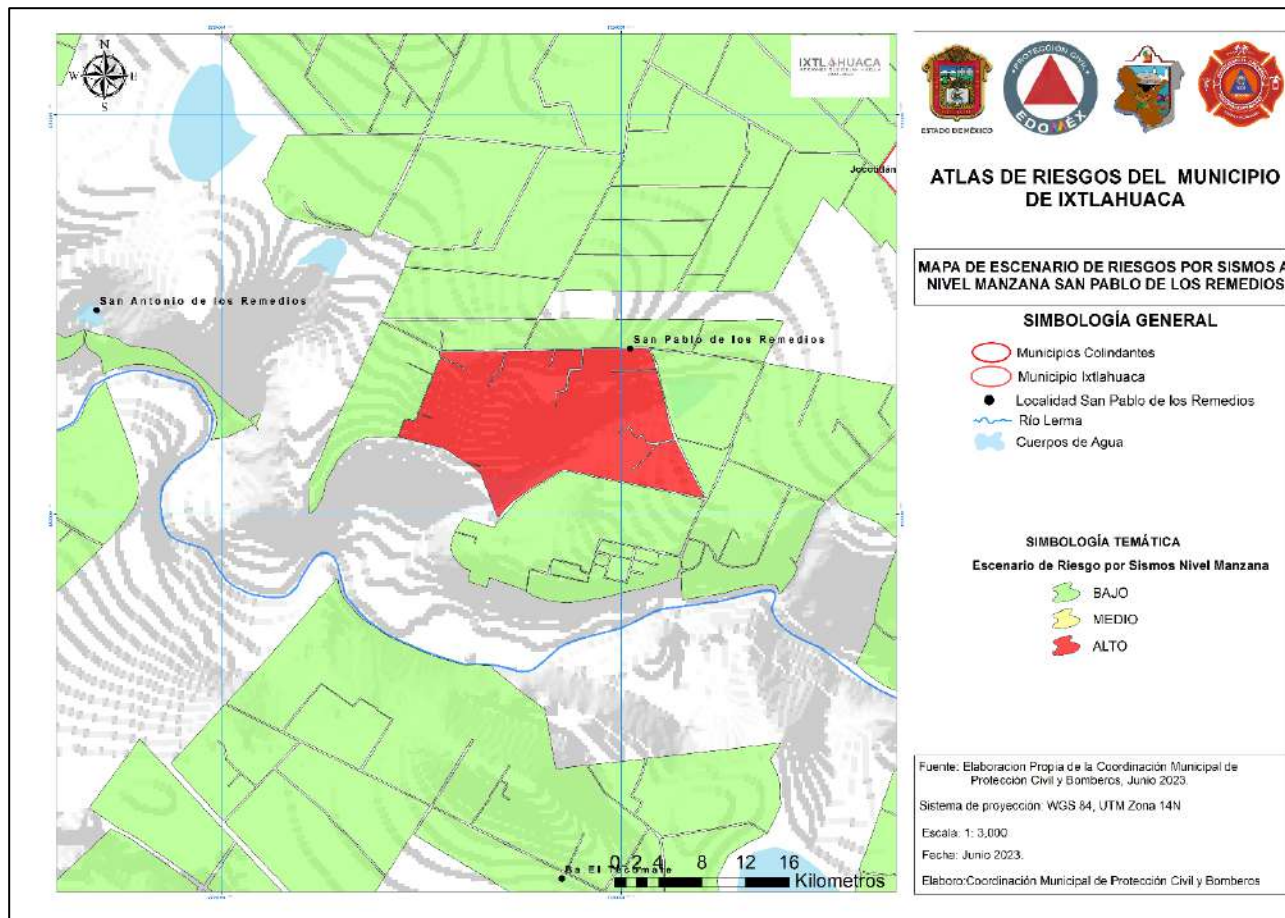 N
W E
S
IXTLAHUACA
Jocotitlán
San Antonio de los Remedios
San Pablo de los Remedios
Ba El Tecomate
0 2 4 8 12 16
Kilometros
ESTADO DE MÉXICO
PROTECCIÓN CIVIL
EDOMÉX
ATLAS DE RIESGOS DEL MUNICIPIO
DE IXTLAHUACA
MAPA DE ESCENARIO DE RIESGOS POR SISMOS A
NIVEL MANZANA SAN PABLO DE LOS REMEDIOS
SIMBOLOGÍA GENERAL
Municipios Colindantes
Municipio Ixtlahuaca
Localidad San Pablo de los Remedios
Río Lerma
Cuerpos de Agua
SIMBOLOGÍA TEMÁTICA
Escenario de Riesgo por Sismos Nivel Manzana
BAJO
MEDIO
ALTO
Fuente: Elaboracion Propia de la Coordinación Municipal de
Protección Civil y Bomberos, Junio 2023.
Sistema de proyección: WGS 84, UTM Zona 14N
Escala: 1: 3,000
Fecha: Junio 2023.
Elaboro:Coordinación Municipal de Protección Civil y Bomberos